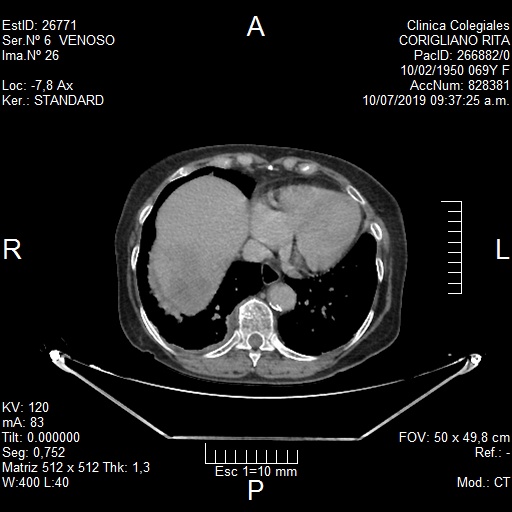 EstID: 26771
Ser.Nº 6 VENOSO
Ima.Nº 26
Loc: -7,8 Ax
Ker.: STANDARD
A
Clinica Colegiales
CORIGLIANO RITA
PacID: 266882/0
10/02/1950 069Y F
AccNum: 828381
10/07/2019 09:37:25 a.m.
R
L
KV: 120
mA: 83
Tilt: 0.000000
Seg: 0,752
Matriz 512 x 512 Thk: 1,3
W:400 L:40
Esc 1=10 mm
P
FOV: 50 x 49,8 cm
Ref.: -
Mod.: CT